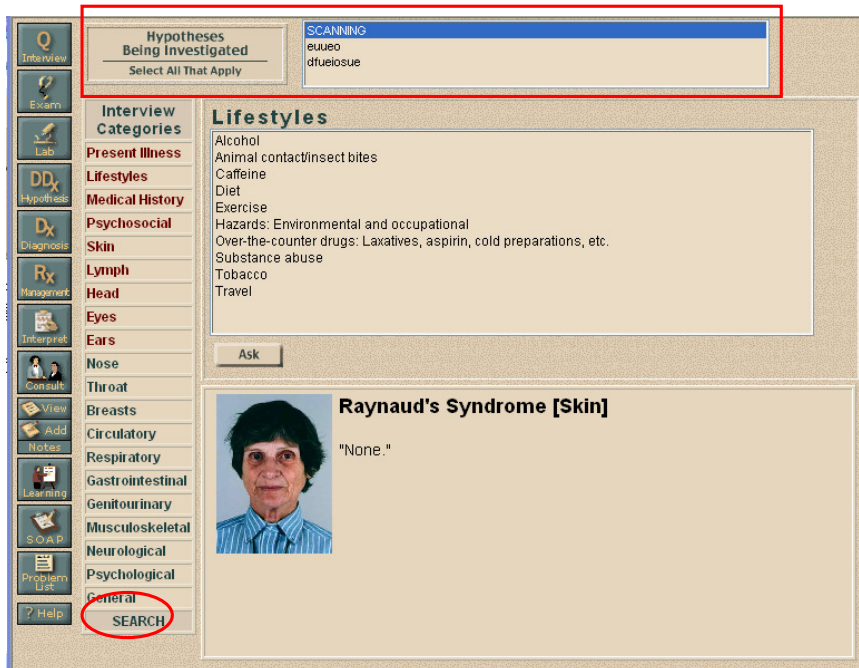 Hypotheses
Being Investigated
Select All That Apply
SCANNING
euueo
dfueiosue
Q
Interview
Exam
Lab
DDx
Hypothesis
Dx
Diagnosis
Rx
Management
Interpret
Consult
View
Add
Notes
Learning
SOAP
Problem
List
? Help
Interview
Categories
Present Illness
Lifestyles
Medical History
Psychosocial
Skin
Lymph
Head
Eyes
Ears
Nose
Throat
Breasts
Circulatory
Respiratory
Gastrointestinal
Genitourinary
Musculoskeletal
Neurological
Psychological
General
SEARCH
Lifestyles
Alcohol
Animal contact/insect bites
Caffeine
Diet
Exercise
Hazards: Environmental and occupational
Over-the-counter drugs: Laxatives, aspirin, cold preparations, etc.
Substance abuse
Tobacco
Travel
Ask
Raynaud's Syndrome [Skin]
"None."